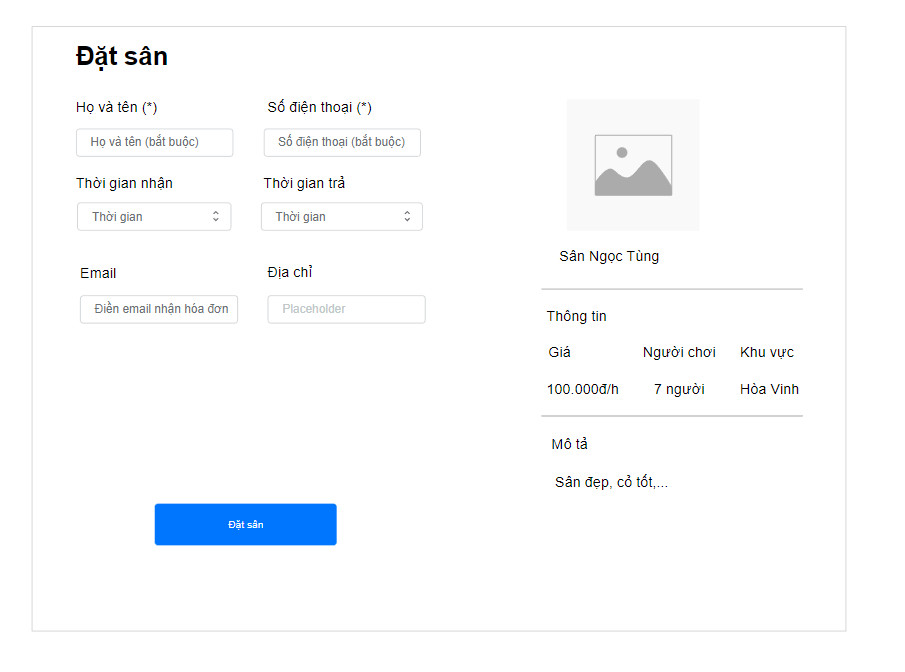 Đặt sân
Họ và tên (*)
Số điện thoại (*)
Họ và tên (bắt buộc)
Số điện thoại (bắt buộc)
Thời gian nhận
Thời gian trả
Thời gian
Thời gian
Email
Địa chỉ
Điền email nhận hóa đơn
Placeholder
Đặt sân
Sân Ngọc Tùng
Thông tin
Giá
Người chơi
Khu vực
100.000đ/h
7 người
Hòa Vinh
Mô tả
Sân đẹp, cỏ tốt,...